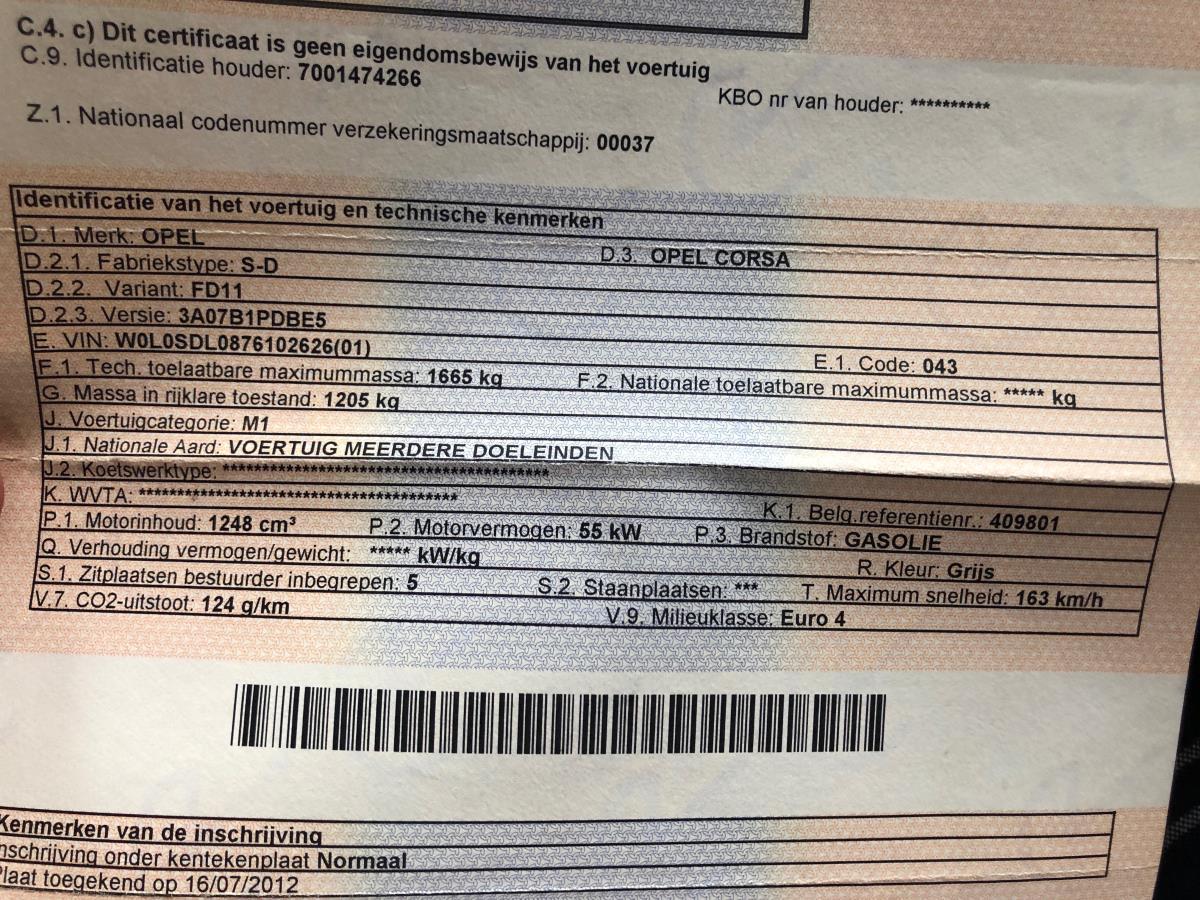 C.4. c) Dit certificaat is geen eigendomsbewijs van het voertuig
C.9. Identificatie houder: 7001474266
KBO nr van houder: **********
Z.1. Nationaal codenummer verzekeringsmaatschappij: 00037
Identificatie van het voertuig en technische kenmerken
D.1. Merk: OPEL D.3. OPEL CORSA
D.2.1. Fabriekstype: S-D
D.2.2. Variant: FD11
D.2.3. Versie: 3A07B1PDBE5
E. VIN: W0L0SDL0876102626(01) E.1. Code: 043
F.1. Tech. toelaatbare maximummassa: 1665 kg F.2. Nationale toelaatbare maximummassa: ***** kg
G. Massa in rijklare toestand: 1205 kg
J. Voertuigcategorie: M1
J.1. Nationale Aard: VOERTUIG MEERDERE DOELEINDEN
J.2. Koetswerktype: *****************************************
K. WVTA: **************************************** K.1. Belg.referentienr.: 409801
P.1. Motorinhoud: 1248 cm³ P.2. Motorvermogen: 55 kW P.3. Brandstof: GASOLIE
Q. Verhouding vermogen/gewicht: ***** kW/kg R. Kleur: Grijs
S.1. Zitplaatsen bestuurder inbegrepen: 5 S.2. Staanplaatsen: *** T. Maximum snelheid: 163 km/h
V.7. CO2-uitstoot: 124 g/km V.9. Milieuklasse: Euro 4
Kenmerken van de inschrijving
nschrijving onder kentekenplaat Normaal
Plaat toegekend op 16/07/2012